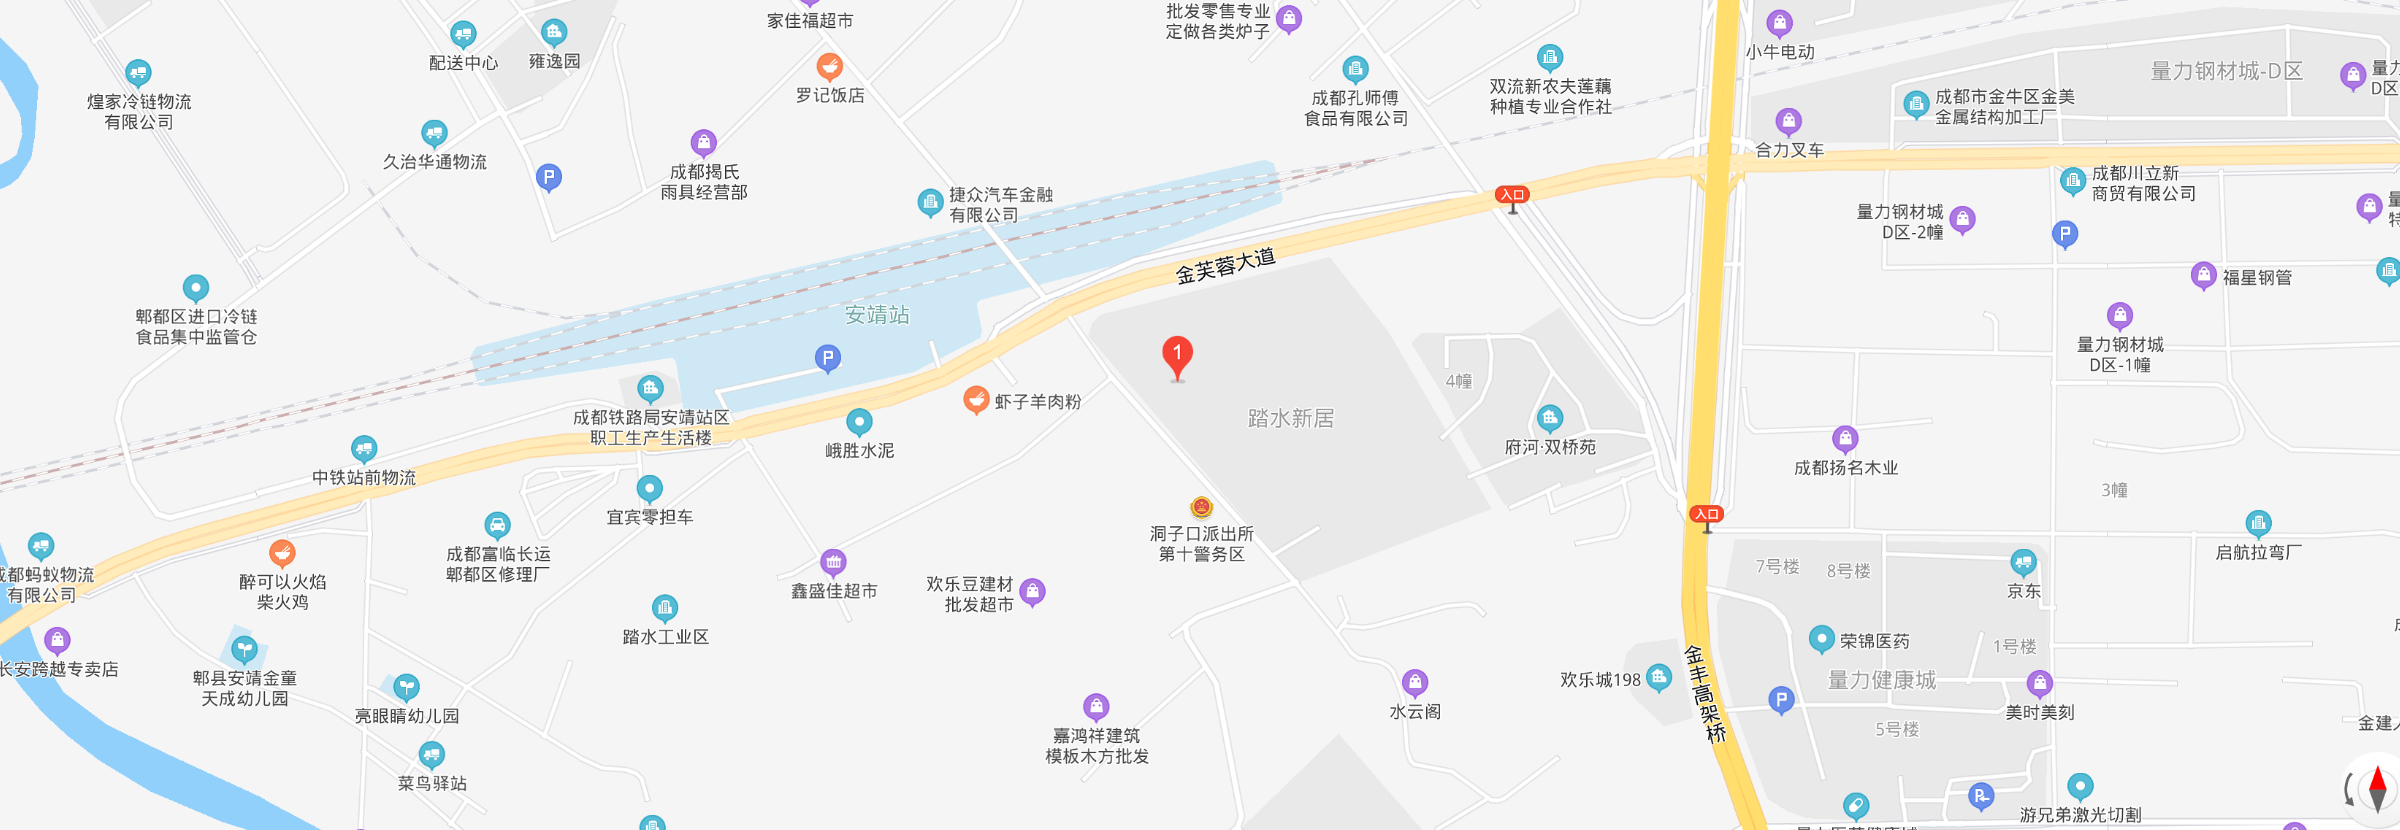 家佳福超市
批发零售专业
定做各类炉子
小牛电动
配送中心
雍逸园
煌家冷链物流
有限公司
罗记饭店
成都孔师傅
食品有限公司
双流新农夫莲藕
种植专业合作社
量力钢材城-D区
D区
成都市金牛区金美
金属结构加工厂
久治华通物流
P
成都揭氏
雨具经营部
捷众汽车金融
有限公司
入口
合力叉车
成都川立新
商贸有限公司
量力钢材城
D区-2幢
P
金芙蓉大道
福星钢管
郫都区进口冷链
食品集中监管仓
安靖站
P
1
量力钢材城
D区-1幢
4幢
踏水新居
虾子羊肉粉
成都铁路局安靖站区
职工生产生活楼
峨胜水泥
府河·双桥苑
成都扬名木业
中铁站前物流
3幢
宜宾零担车
入口
洞子口派出所
第十警务区
成都富临长运
郫都区修理厂
启航拉弯厂
成都蚂蚁物流
有限公司
醉可以火焰
柴火鸡
鑫盛佳超市
欢乐豆建材
批发超市
7号楼
8号楼
京东
踏水工业区
荣锦医药
1号楼
长安跨越专卖店
郫县安靖金童
天成幼儿园
亮眼睛幼儿园
欢乐城198
金丰高架桥
量力健康城
P
水云阁
美时美刻
5号楼
金建
嘉鸿祥建筑
模板木方批发
菜鸟驿站
P
游兄弟激光切割